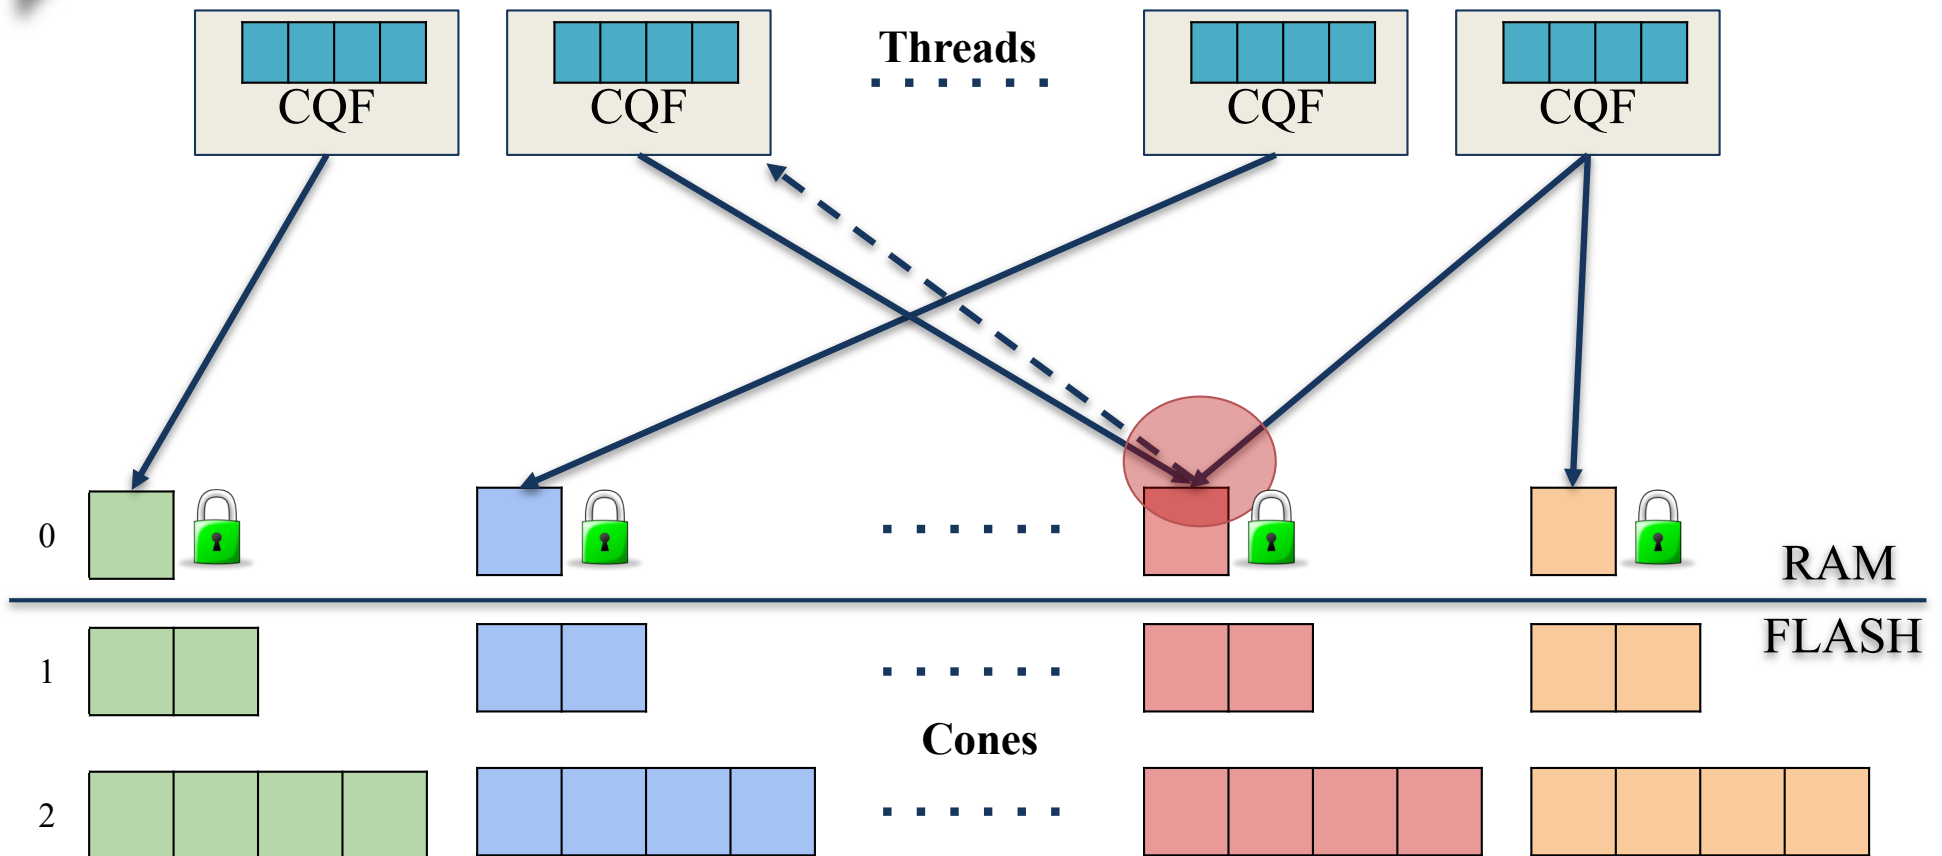 Threads
CQF
CQF
CQF
CQF
0
RAM
FLASH
1
Cones
2